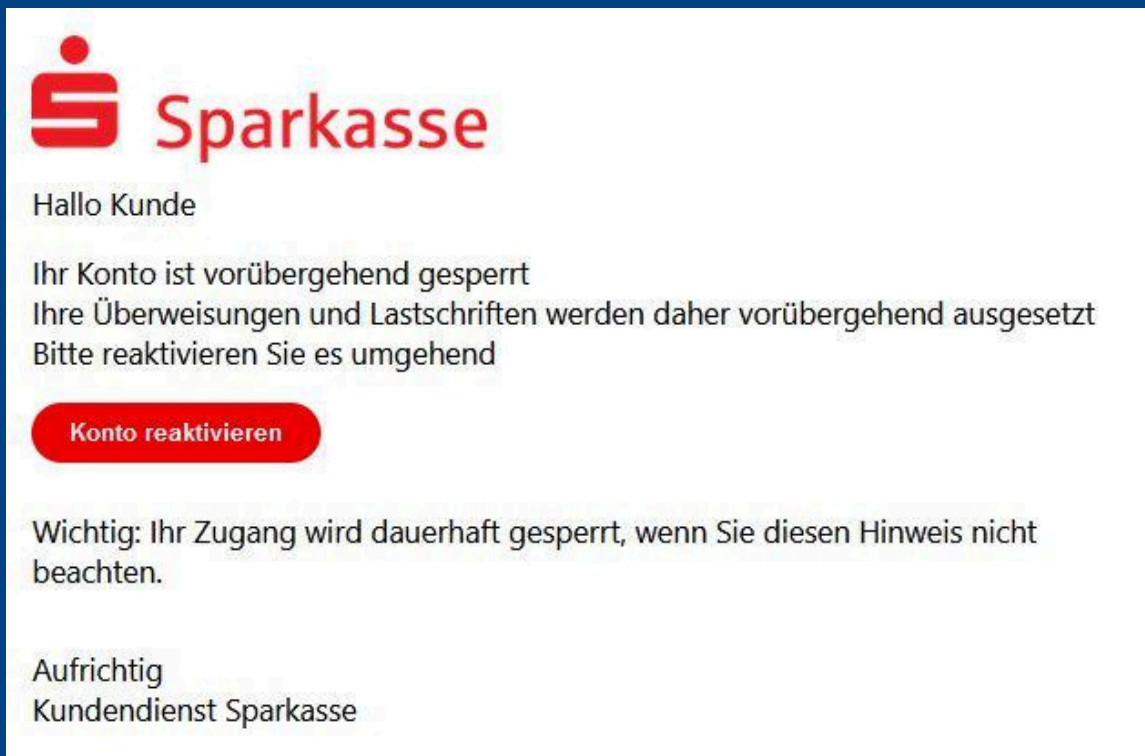 Sparkasse
Hallo Kunde
Ihr Konto ist vorübergehend gesperrt
Ihre Überweisungen und Lastschriften werden daher vorübergehend ausgesetzt
Bitte reaktivieren Sie es umgehend
Konto reaktivieren
Wichtig: Ihr Zugang wird dauerhaft gesperrt, wenn Sie diesen Hinweis nicht
beachten.
Aufrichtig
Kundendienst Sparkasse